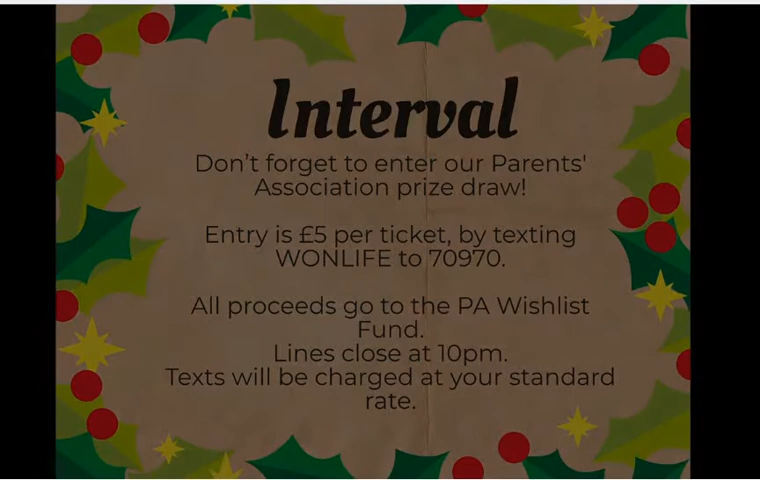 Interval
Don't forget to enter our Parents'
Association prize draw!
Entry is £5 per ticket, by texting
WONLIFE to 70970.
All proceeds go to the PA Wishlist
Fund.
Lines close at 10pm.
Texts will be charged at your standard
rate.